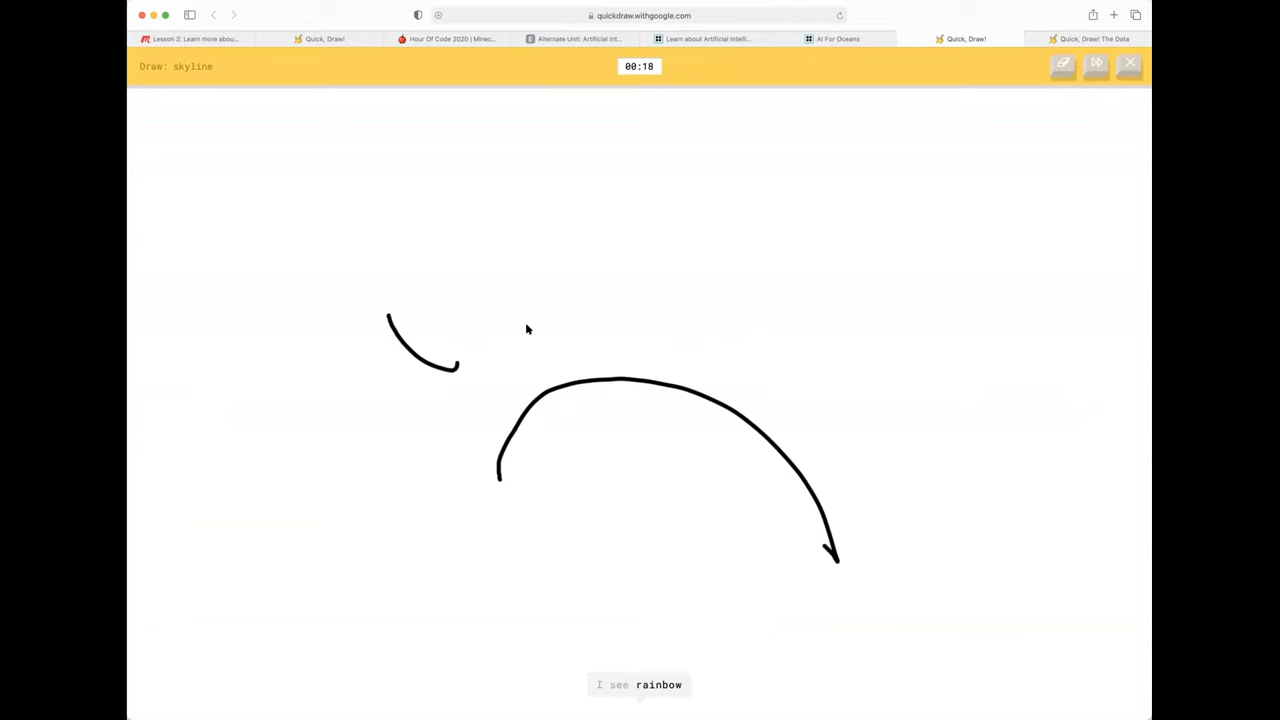 quickdraw.withgoogle.com
Lesson 2: Learn more abou...
Quick, Draw!
Hour Of Code 2020 | Minec...
Alternate Unit: Artificial Int...
Learn about Artificial Intelli...
AI For Oceans
Quick, Draw!
Quick, Draw! The Data
Draw: skyline
00:18
I see rainbow